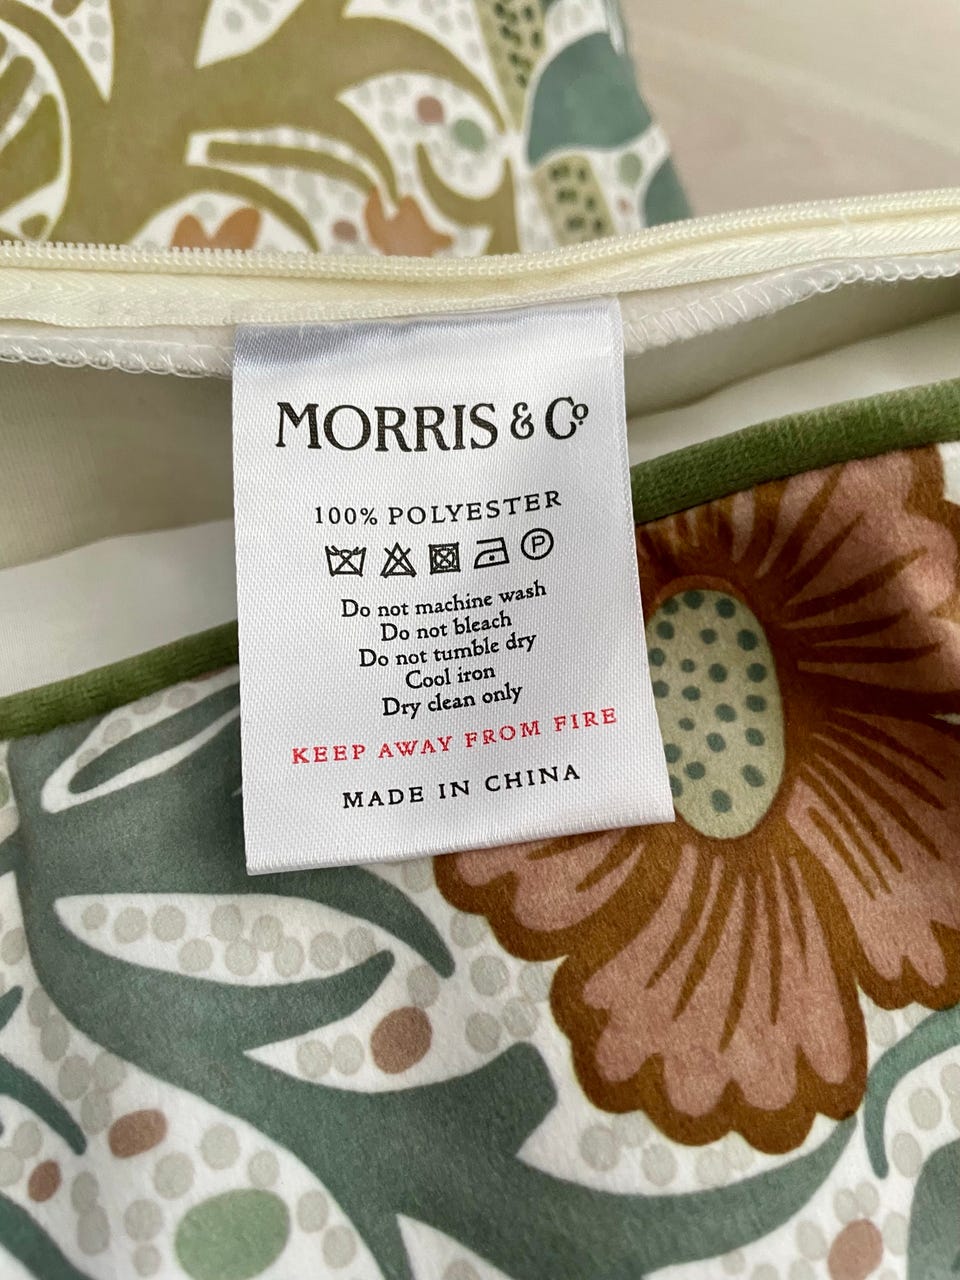 MORRIS & Co
100% POLYESTER
P
Do not machine wash
Do not bleach
Do not tumble dry
Cool iron
Dry clean only
KEEP AWAY FROM FIRE
MADE IN CHINA